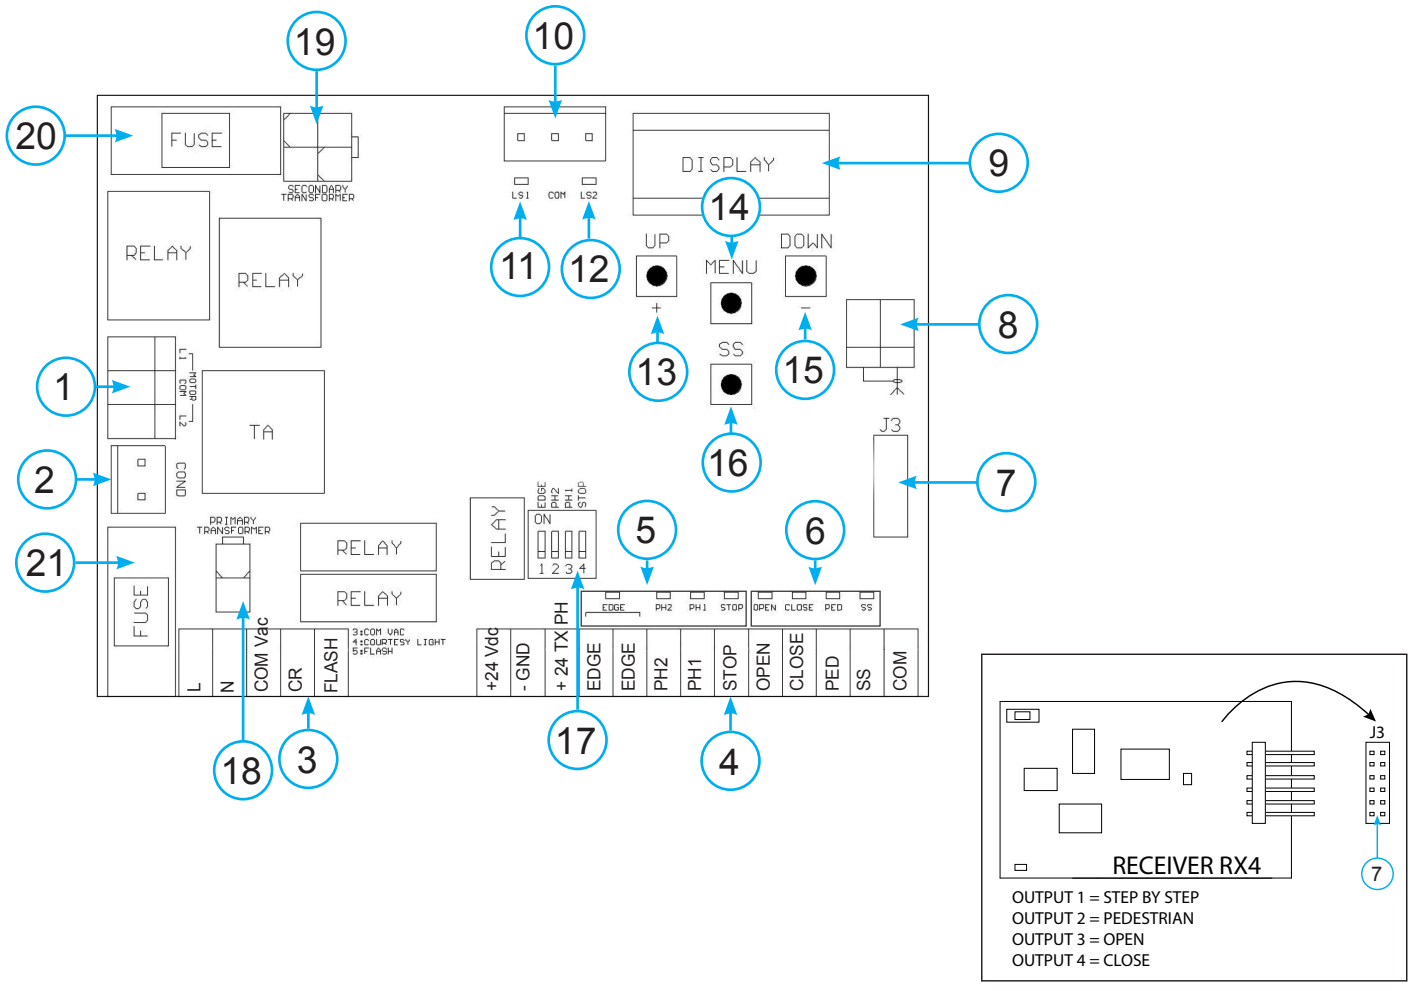 19
10
20
FUSE
SECONDARY
TRANSFORMER
DISPLAY
9
LS1 COM LS2
14
11
12
UP
DOWN
MENU
+
-
RELAY
RELAY
8
13
SS
15
1
L1
MOTOR
COM
L2
TA
16
J3
2
COND
7
PRIMARY
TRANSFORMER
EDGE
PH2
PH1
STOP
ON
1 2 3 4
RELAY
5
6
21
FUSE
RELAY
RELAY
EDGE PH2 PH1 STOP OPEN CLOSE PED SS
3:COM VAC
4:COURTESY LIGHT
5:FLASH
L
N
COM Vac
CR
FLASH
+24 Vdc
- GND
+ 24 TX PH
EDGE
EDGE
PH2
PH1
STOP
OPEN
CLOSE
PED
SS
COM
18
3
17
4
J3
RECEIVER RX4
7
OUTPUT 1 = STEP BY STEP
OUTPUT 2 = PEDESTRIAN
OUTPUT 3 = OPEN
OUTPUT 4 = CLOSE